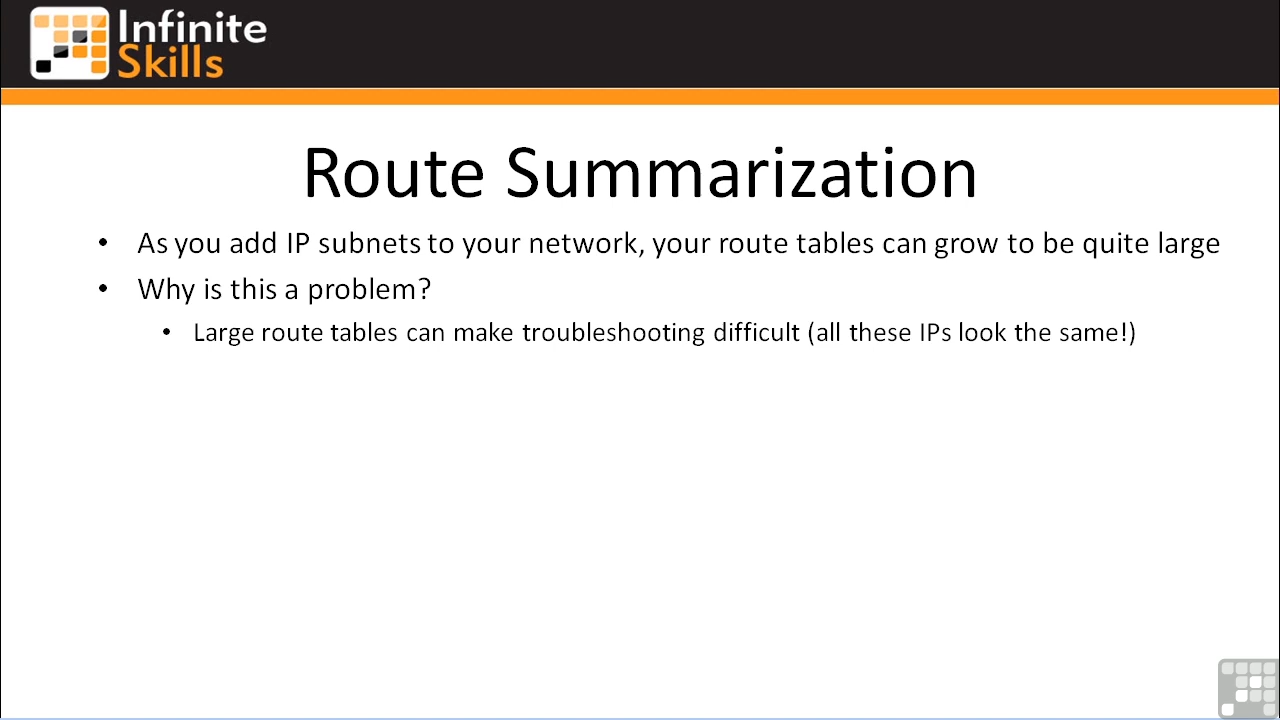 Infinite
Skills
Route Summarization
• As you add IP subnets to your network, your route tables can grow to be quite large
• Why is this a problem?
• Large route tables can make troubleshooting difficult (all these IPs look the same!)